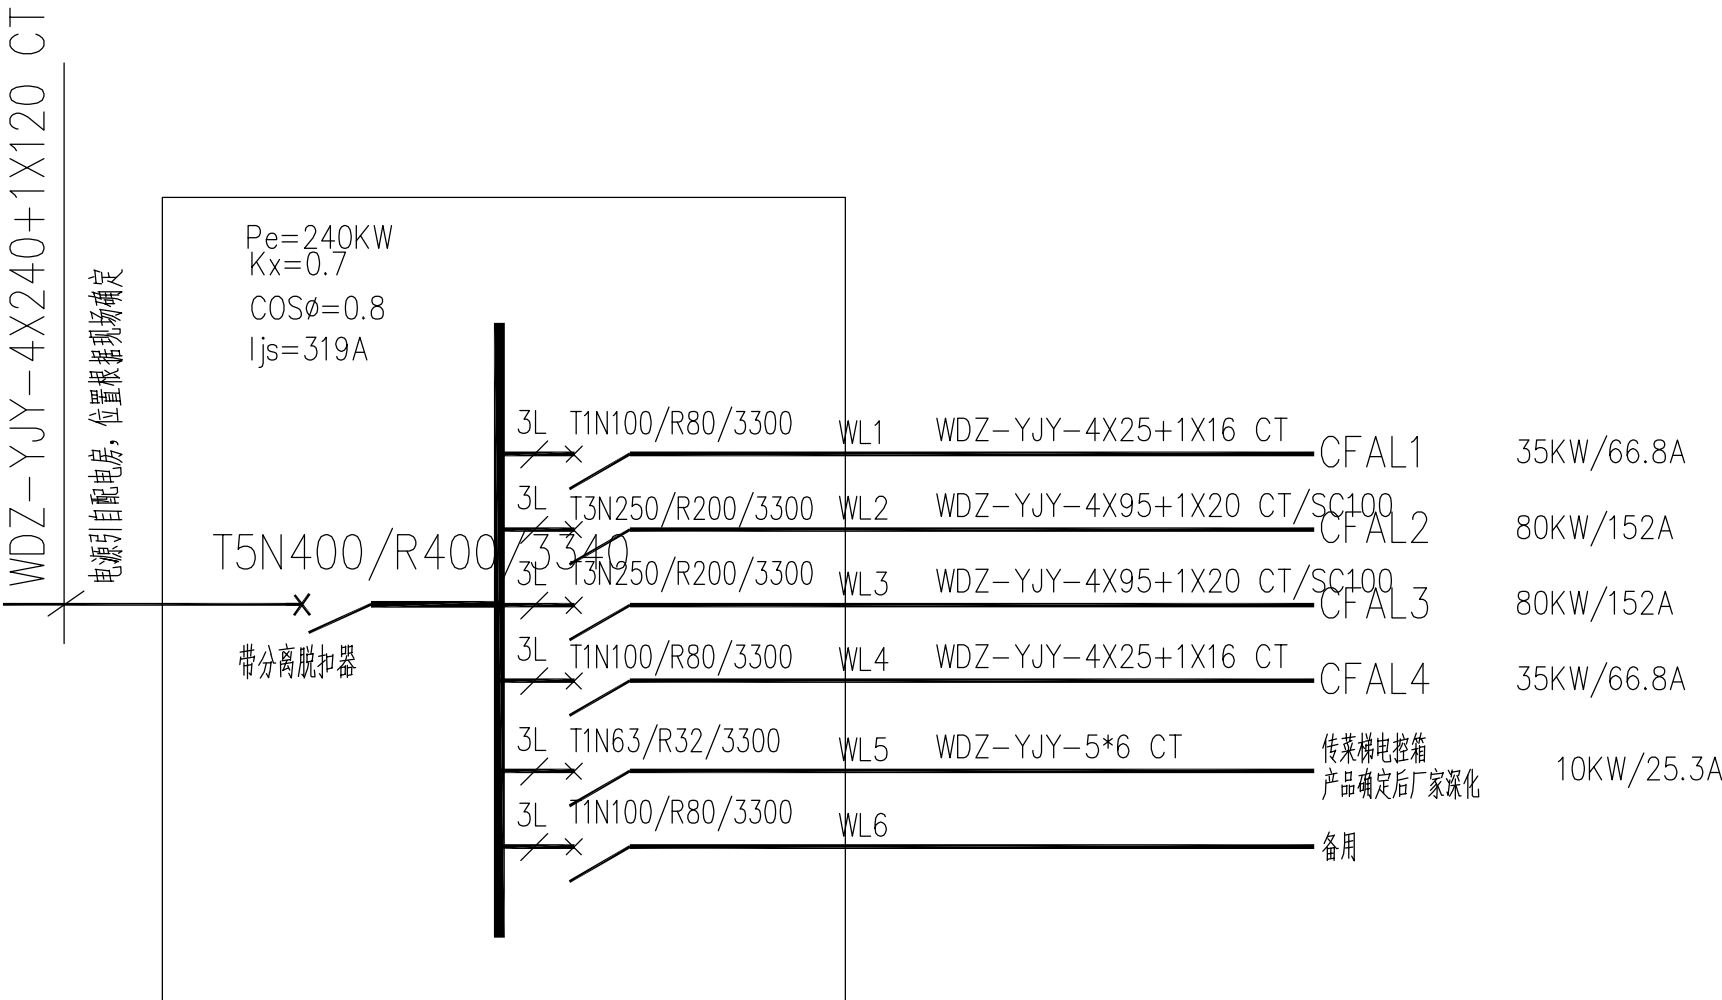 WDZ-YJY-4X240+1X120 CT
电源引自配电房，位置根据现场确定
Pe=240KW
Kx=0.7
COSø=0.8
Ijs=319A
T5N400/R400/3340
带分离脱扣器
3L T1N100/R80/3300 WL1 WDZ-YJY-4X25+1X16 CT CFAL1 35KW/66.8A
3L T3N250/R200/3300 WL2 WDZ-YJY-4X95+1X20 CT/SC100 CFAL2 80KW/152A
3L T3N250/R200/3300 WL3 WDZ-YJY-4X95+1X20 CT/SC100 CFAL3 80KW/152A
3L T1N100/R80/3300 WL4 WDZ-YJY-4X25+1X16 CT CFAL4 35KW/66.8A
3L T1N63/R32/3300 WL5 WDZ-YJY-5*6 CT 传菜梯电控箱
产品确定后厂家深化 10KW/25.3A
3L T1N100/R80/3300 WL6 备用